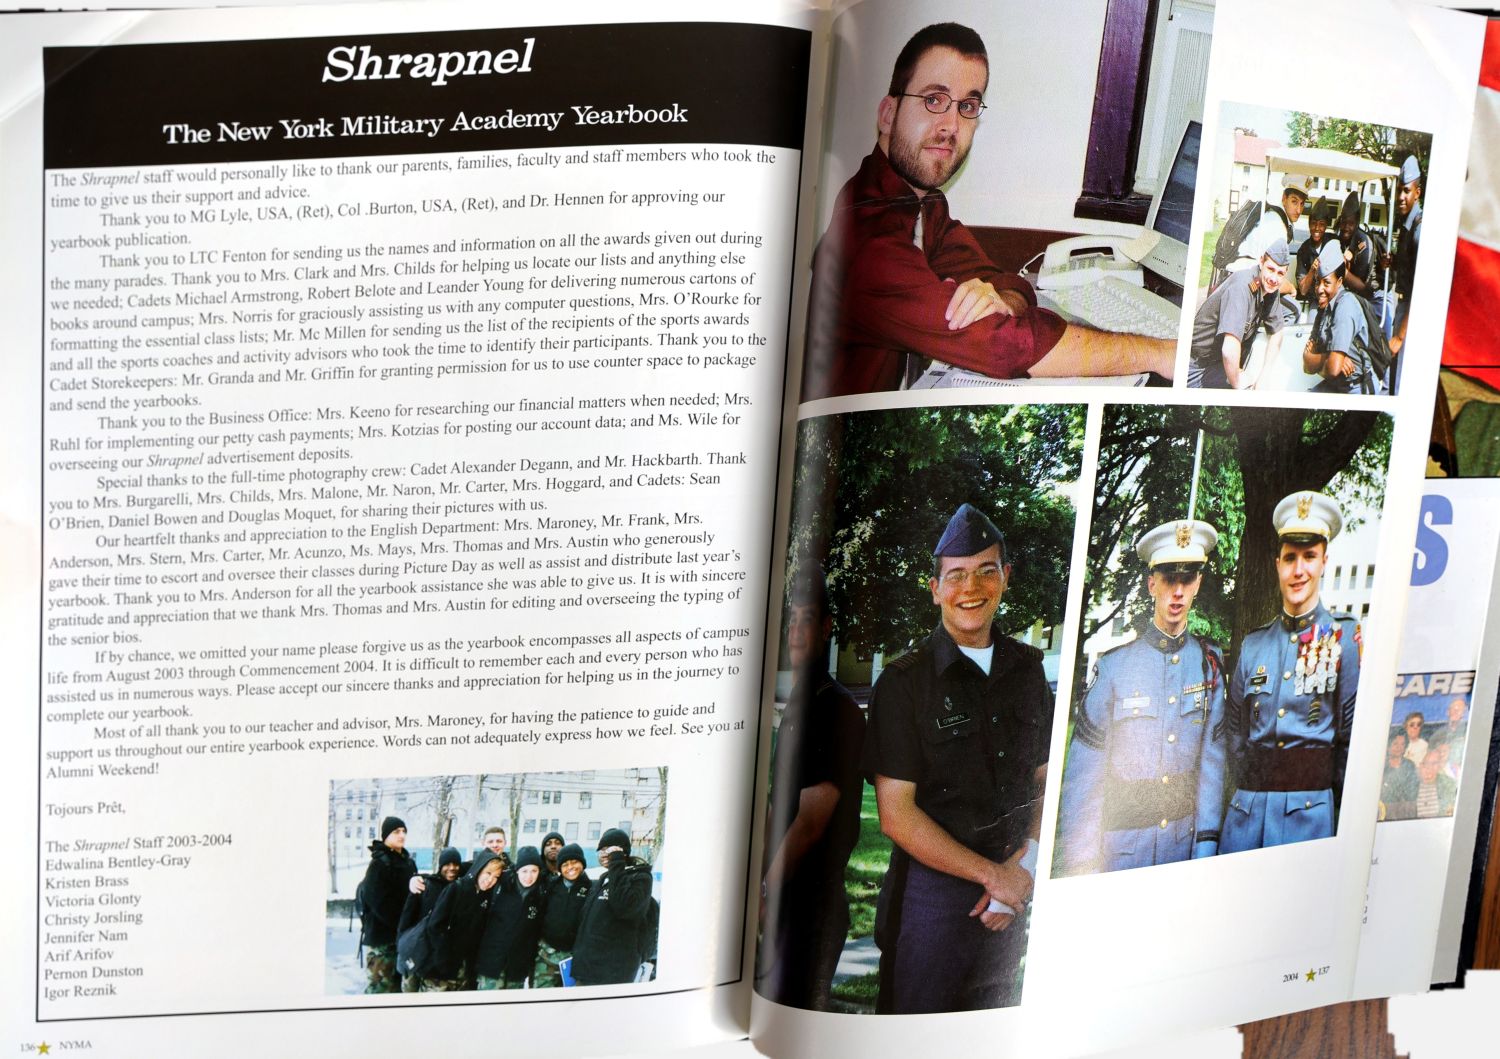 Shrapnel
The New York Military Academy Yearbook
The Shrapnel staff would personally like to thank our parents, families, faculty and staff members who took the
time to give us their support and advice.
Thank you to MG Lyle, USA, (Ret), Col .Burton, USA, (Ret), and Dr. Hennen for approving our
yearbook publication.
Thank you to LTC Fenton for sending us the names and information on all the awards given out during
the many parades. Thank you to Mrs. Clark and Mrs. Childs for helping us locate our lists and anything else
we needed; Cadets Michael Armstrong, Robert Belote and Leander Young for delivering numerous cartons of
books around campus; Mrs. Norris for graciously assisting us with any computer questions, Mrs. O'Rourke for
formatting the essential class lists; Mr. Mc Millen for sending us the list of the recipients of the sports awards
and all the sports coaches and activity advisors who took the time to identify their participants. Thank you to the
Cadet Storekeepers: Mr. Granda and Mr. Griffin for granting permission for us to use counter space to package
and send the yearbooks.
Thank you to the Business Office: Mrs. Keeno for researching our financial matters when needed; Mrs.
Ruhl for implementing our petty cash payments; Mrs. Kotzias for posting our account data; and Ms. Wile for
overseeing our Shrapnel advertisement deposits.
Special thanks to the full-time photography crew: Cadet Alexander Degann, and Mr. Hackbarth. Thank
you to Mrs. Burgarelli, Mrs. Childs, Mrs. Malone, Mr. Naron, Mr. Carter, Mrs. Hoggard, and Cadets: Sean
O'Brien, Daniel Bowen and Douglas Moquet, for sharing their pictures with us.
Our heartfelt thanks and appreciation to the English Department: Mrs. Maroney, Mr. Frank, Mrs.
Anderson, Mrs. Stern, Mrs. Carter, Mr. Acunzo, Ms. Mays, Mrs. Thomas and Mrs. Austin who generously
gave their time to escort and oversee their classes during Picture Day as well as assist and distribute last year's
yearbook. Thank you to Mrs. Anderson for all the yearbook assistance she was able to give us. It is with sincere
gratitude and appreciation that we thank Mrs. Thomas and Mrs. Austin for editing and overseeing the typing of
the senior bios.
If by chance, we omitted your name please forgive us as the yearbook encompasses all aspects of campus
life from August 2003 through Commencement 2004. It is difficult to remember each and every person who has
assisted us in numerous ways. Please accept our sincere thanks and appreciation for helping us in the journey to
complete our yearbook.
Most of all thank you to our teacher and advisor, Mrs. Maroney, for having the patience to guide and
support us throughout our entire yearbook experience. Words can not adequately express how we feel. See you at
Alumni Weekend!
Tojours Prêt,
The Shrapnel Staff 2003-2004
Edwalina Bentley-Gray
Kristen Brass
Victoria Glonty
Christy Jorsling
Jennifer Nam
Arif Arifov
Pernon Dunston
Igor Reznik
136 NYMA
O'BRIEN
2004 137
S
CARE